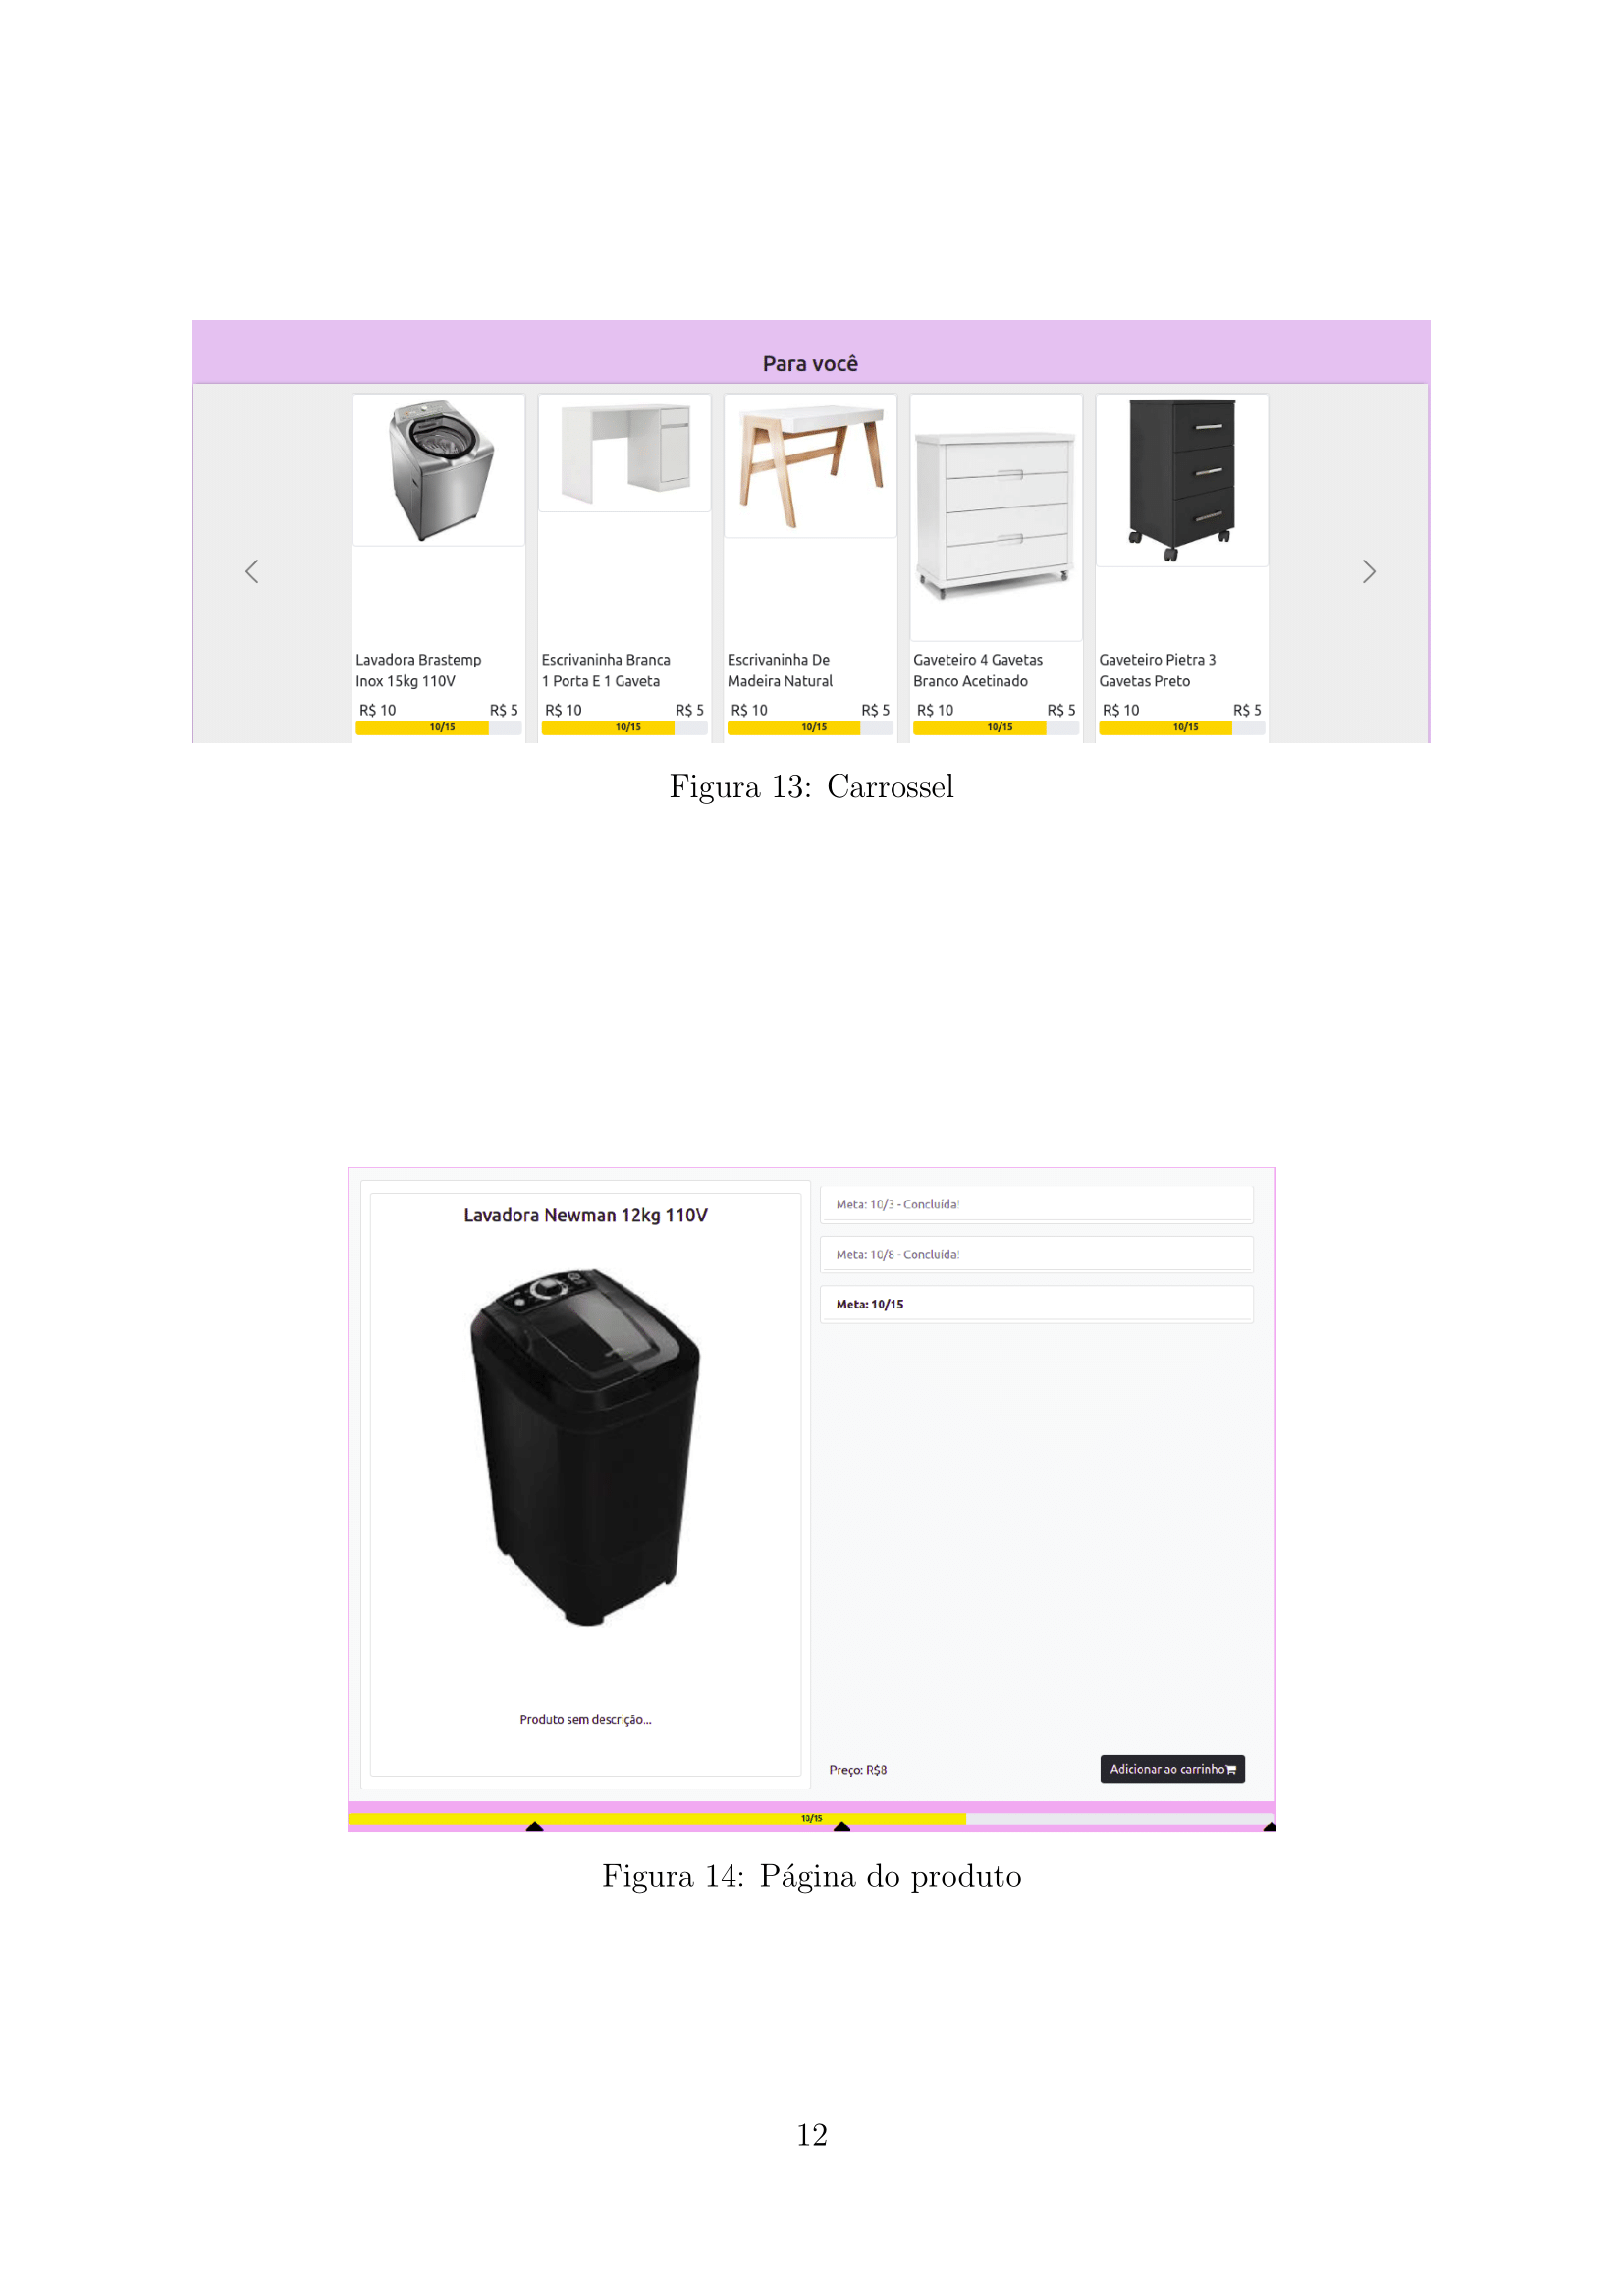 Para você
Lavadora Brastemp
Inox 15kg 110V
R$ 10 R$ 5
10/15
Escrivaninha Branca
1 Porta E 1 Gaveta
R$ 10 R$ 5
10/15
Escrivaninha De
Madeira Natural
R$ 10 R$ 5
10/15
Gaveteiro 4 Gavetas
Branco Acetinado
R$ 10 R$ 5
10/15
Gaveteiro Pietra 3
Gavetas Preto
R$ 10 R$ 5
10/15
Figura 13: Carrossel
Lavadora Newman 12kg 110V
Produto sem descrição...
Meta: 10/3 - Concluída!
Meta: 10/8 - Concluída!
Meta: 10/15
Preço: R$8
Adicionar ao carrinho
10/15
Figura 14: Página do produto
12